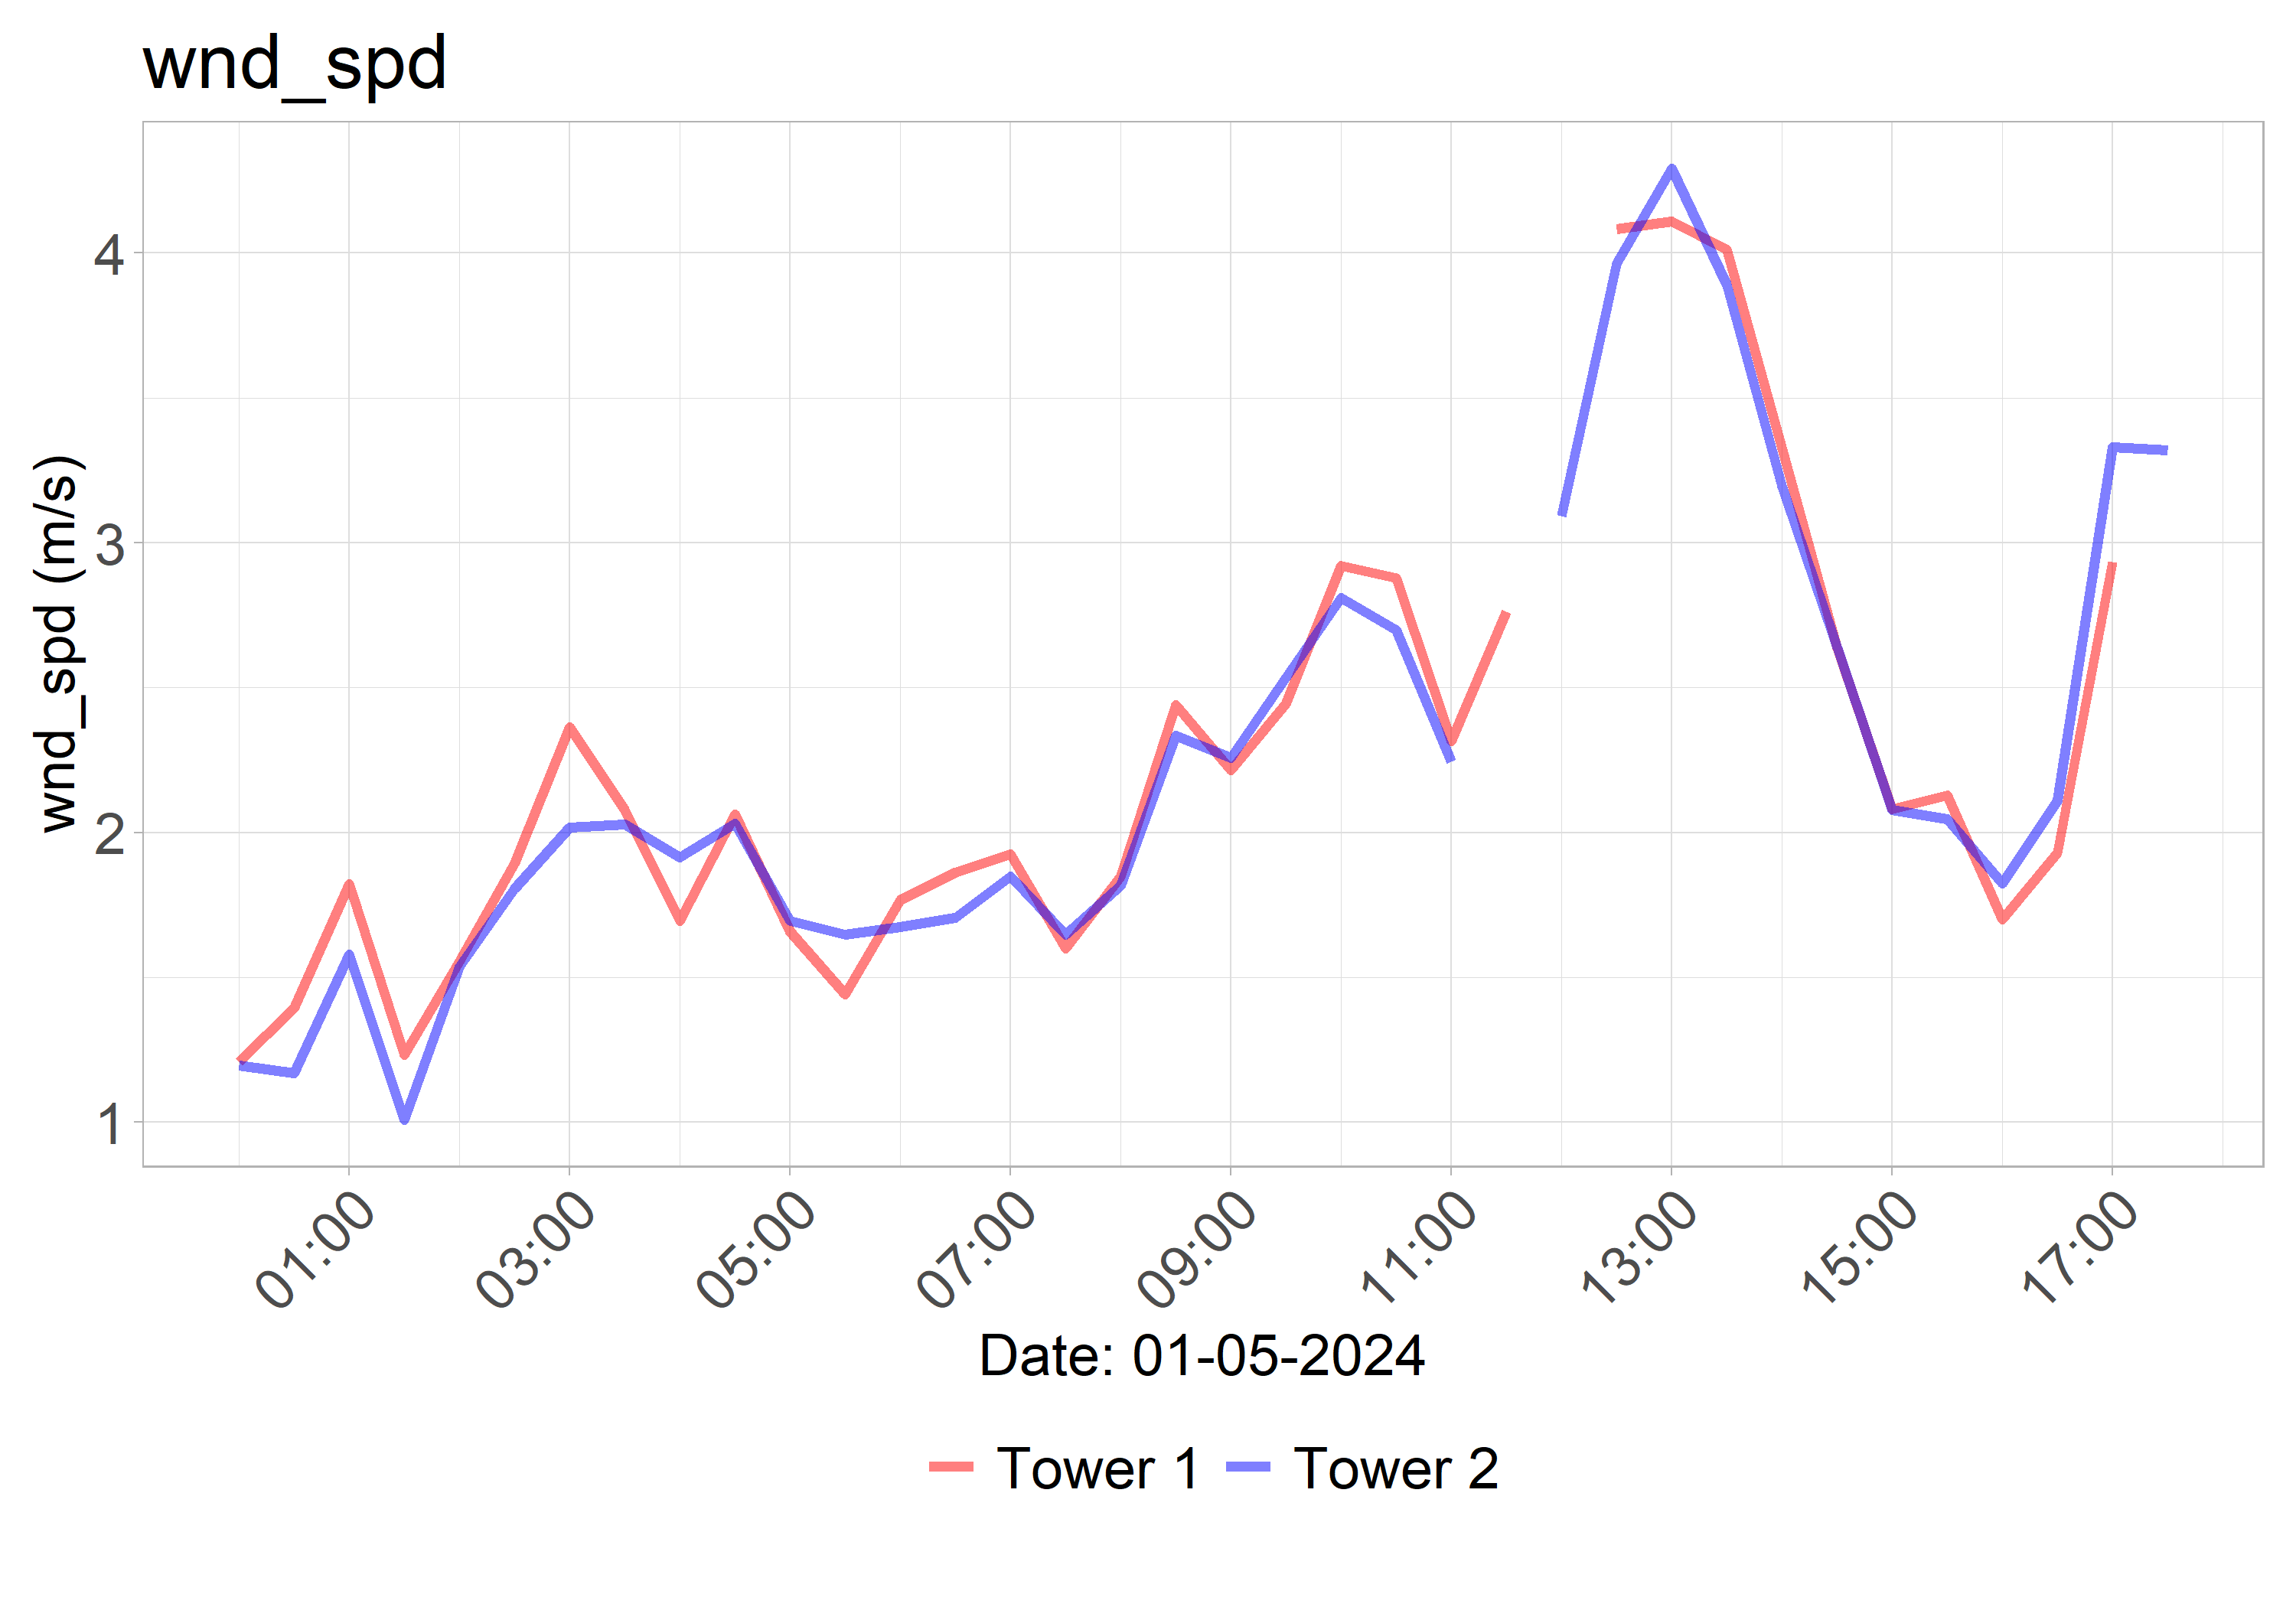 wnd_spd
wnd_spd (m/s)
4
3
2
1
01:00 03:00 05:00 07:00 09:00 11:00 13:00 15:00 17:00
Date: 01-05-2024
Tower 1 Tower 2